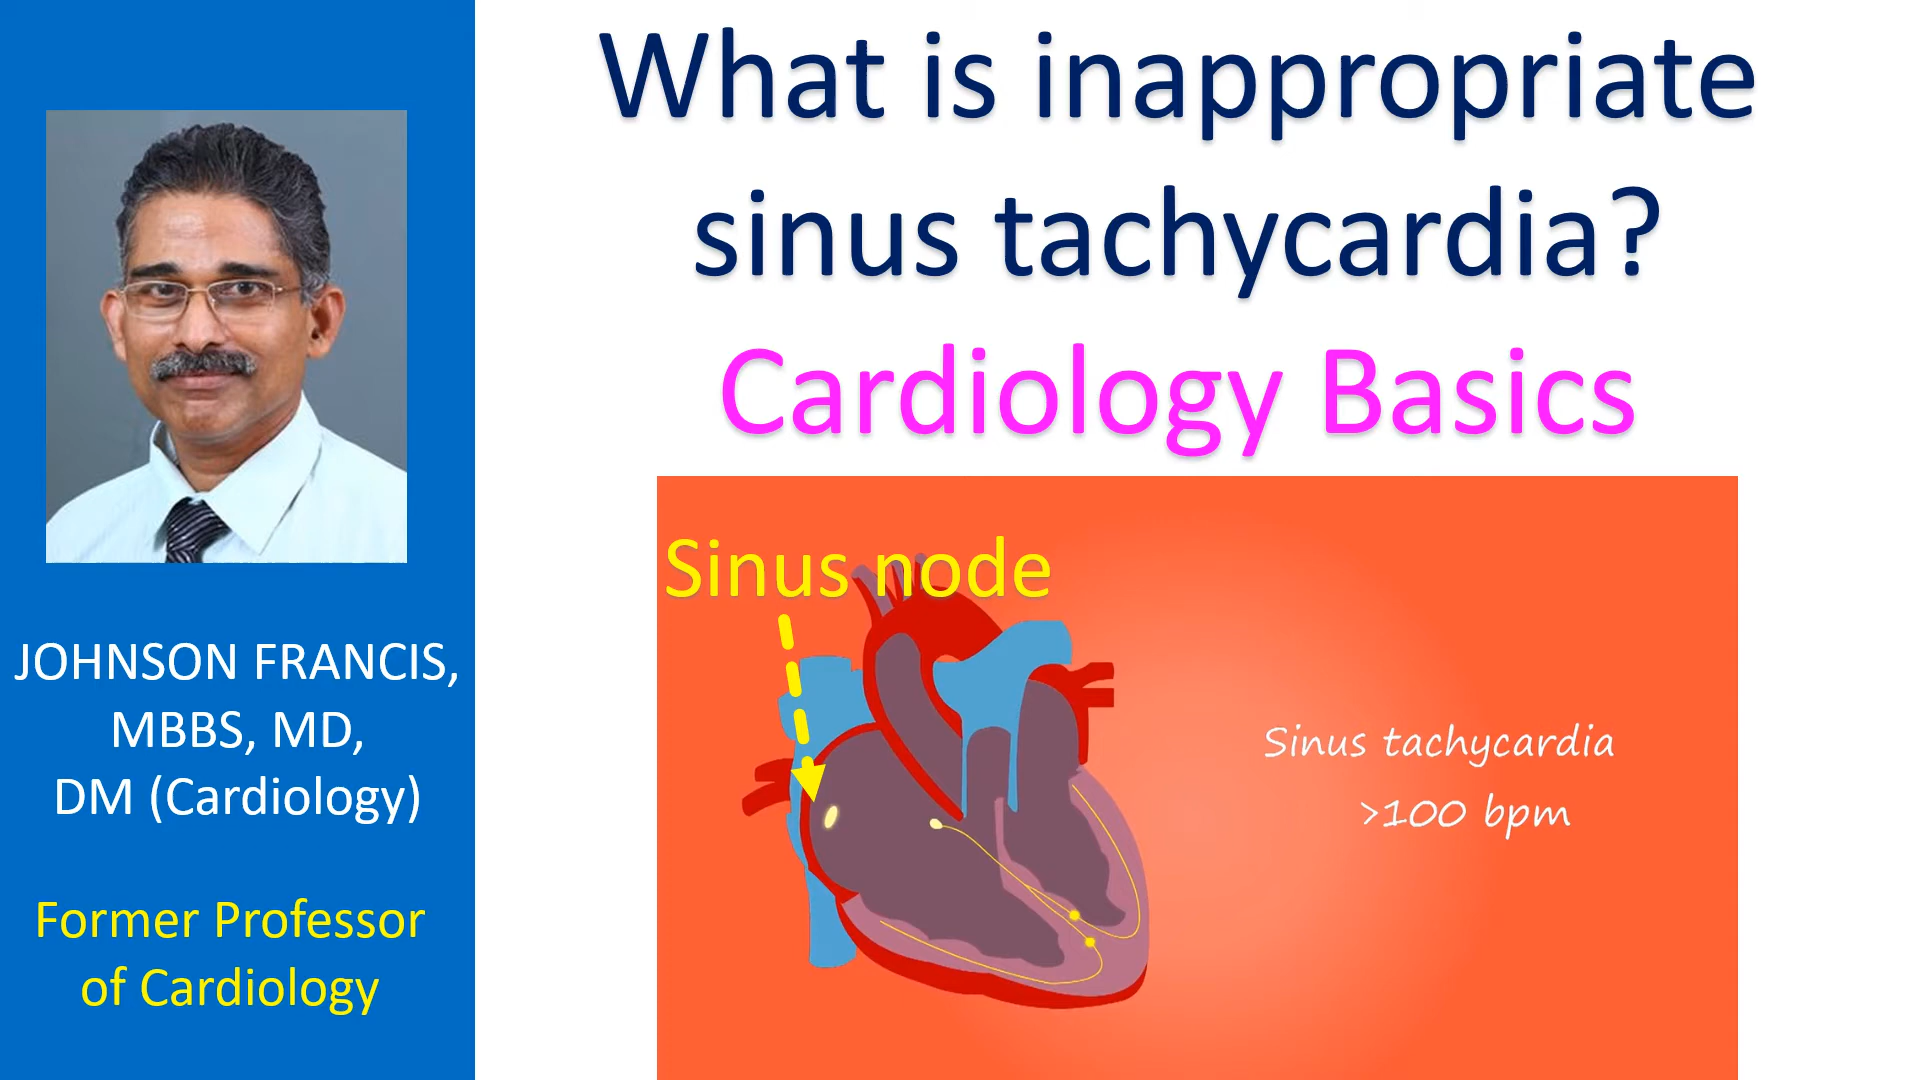 What is inappropriate
sinus tachycardia?
Cardiology Basics
JOHNSON FRANCIS,
MBBS, MD,
DM (Cardiology)
Former Professor
of Cardiology
Sinus node
Sinus tachycardia
>100 bpm